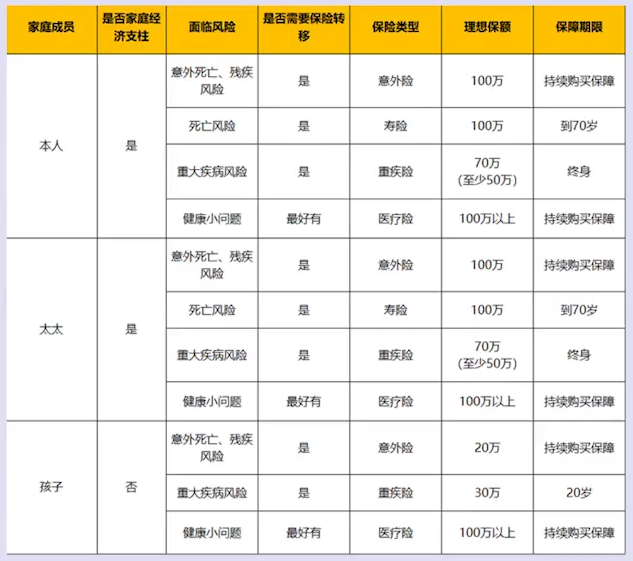 家庭成员 是否家庭经济支柱 面临风险 是否需要保险转移 保险类型 理想保额 保障期限
本人 是 意外死亡、残疾风险 是 意外险 100万 持续购买保障
死亡风险 是 寿险 100万 到70岁
重大疾病风险 是 重疾险 70万(至少50万) 终身
健康小问题 最好有 医疗险 100万以上 持续购买保障
太太 是 意外死亡、残疾风险 是 意外险 100万 持续购买保障
死亡风险 是 寿险 100万 到70岁
重大疾病风险 是 重疾险 70万(至少50万) 终身
健康小问题 最好有 医疗险 100万以上 持续购买保障
孩子 否 意外死亡、残疾风险 是 意外险 20万 持续购买保障
重大疾病风险 是 重疾险 30万 20岁
健康小问题 最好有 医疗险 100万以上 持续购买保障